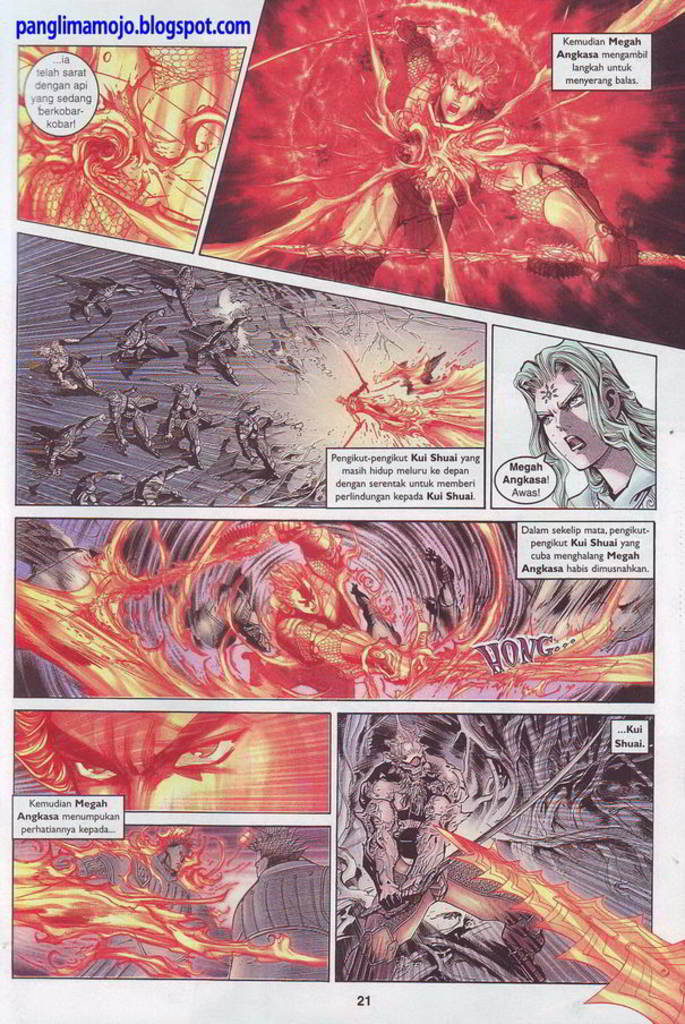 panglimamojo.blogspot.com
...ia
telah sarat
dengan api
yang sedang
berkobar-
kobar!
Kemudian Megah
Angkasa mengambil
langkah untuk
menyerang balas.
Pengikut-pengikut Kui Shuai yang
masih hidup meluru ke depan
dengan serentak untuk memberi
perlindungan kepada Kui Shuai.
Megah
Angkasa!
Awas!
Dalam sekelip mata, pengikut-
pengikut Kui Shuai yang
cuba menghalang Megah
Angkasa habis dimusnahkan.
HONG...
Kemudian Megah
Angkasa menumpukan
perhatiannya kepada...
...Kui
Shuai.
21